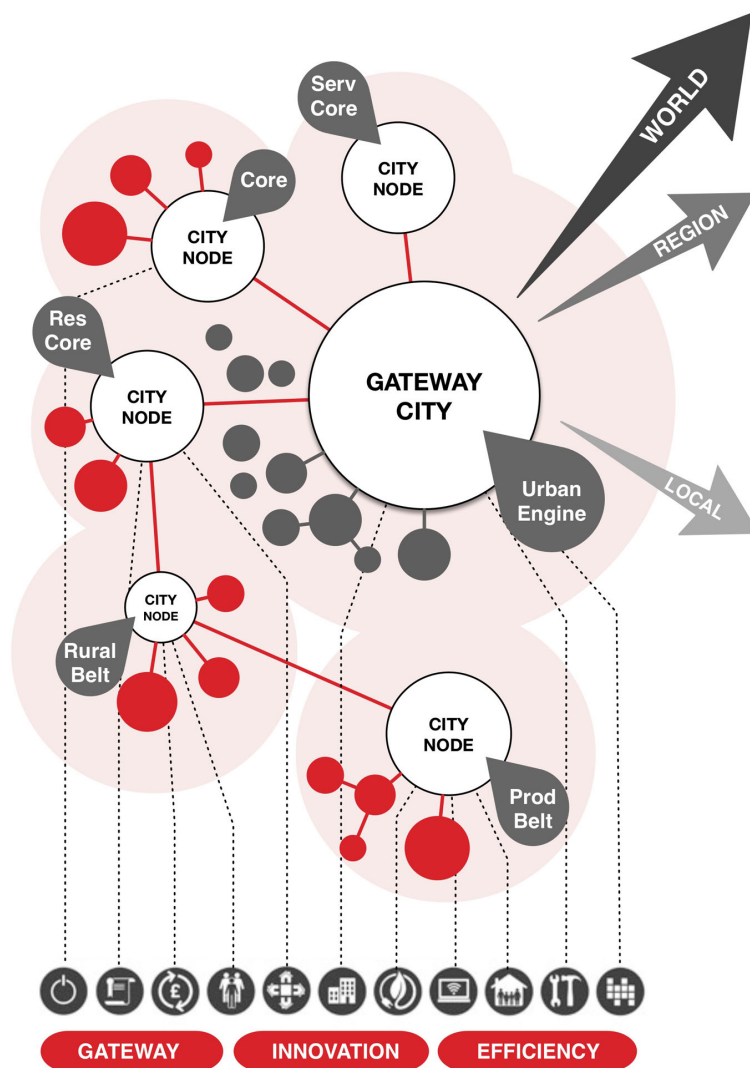 WORLD
Serv
Core
CITY
NODE
Core
REGION
CITY
NODE
Res
Core
GATEWAY
CITY
CITY
NODE
LOCAL
Urban
Engine
CITY
NODE
Rural
Belt
CITY
NODE
Prod
Belt
£
GATEWAY
INNOVATION
EFFICIENCY